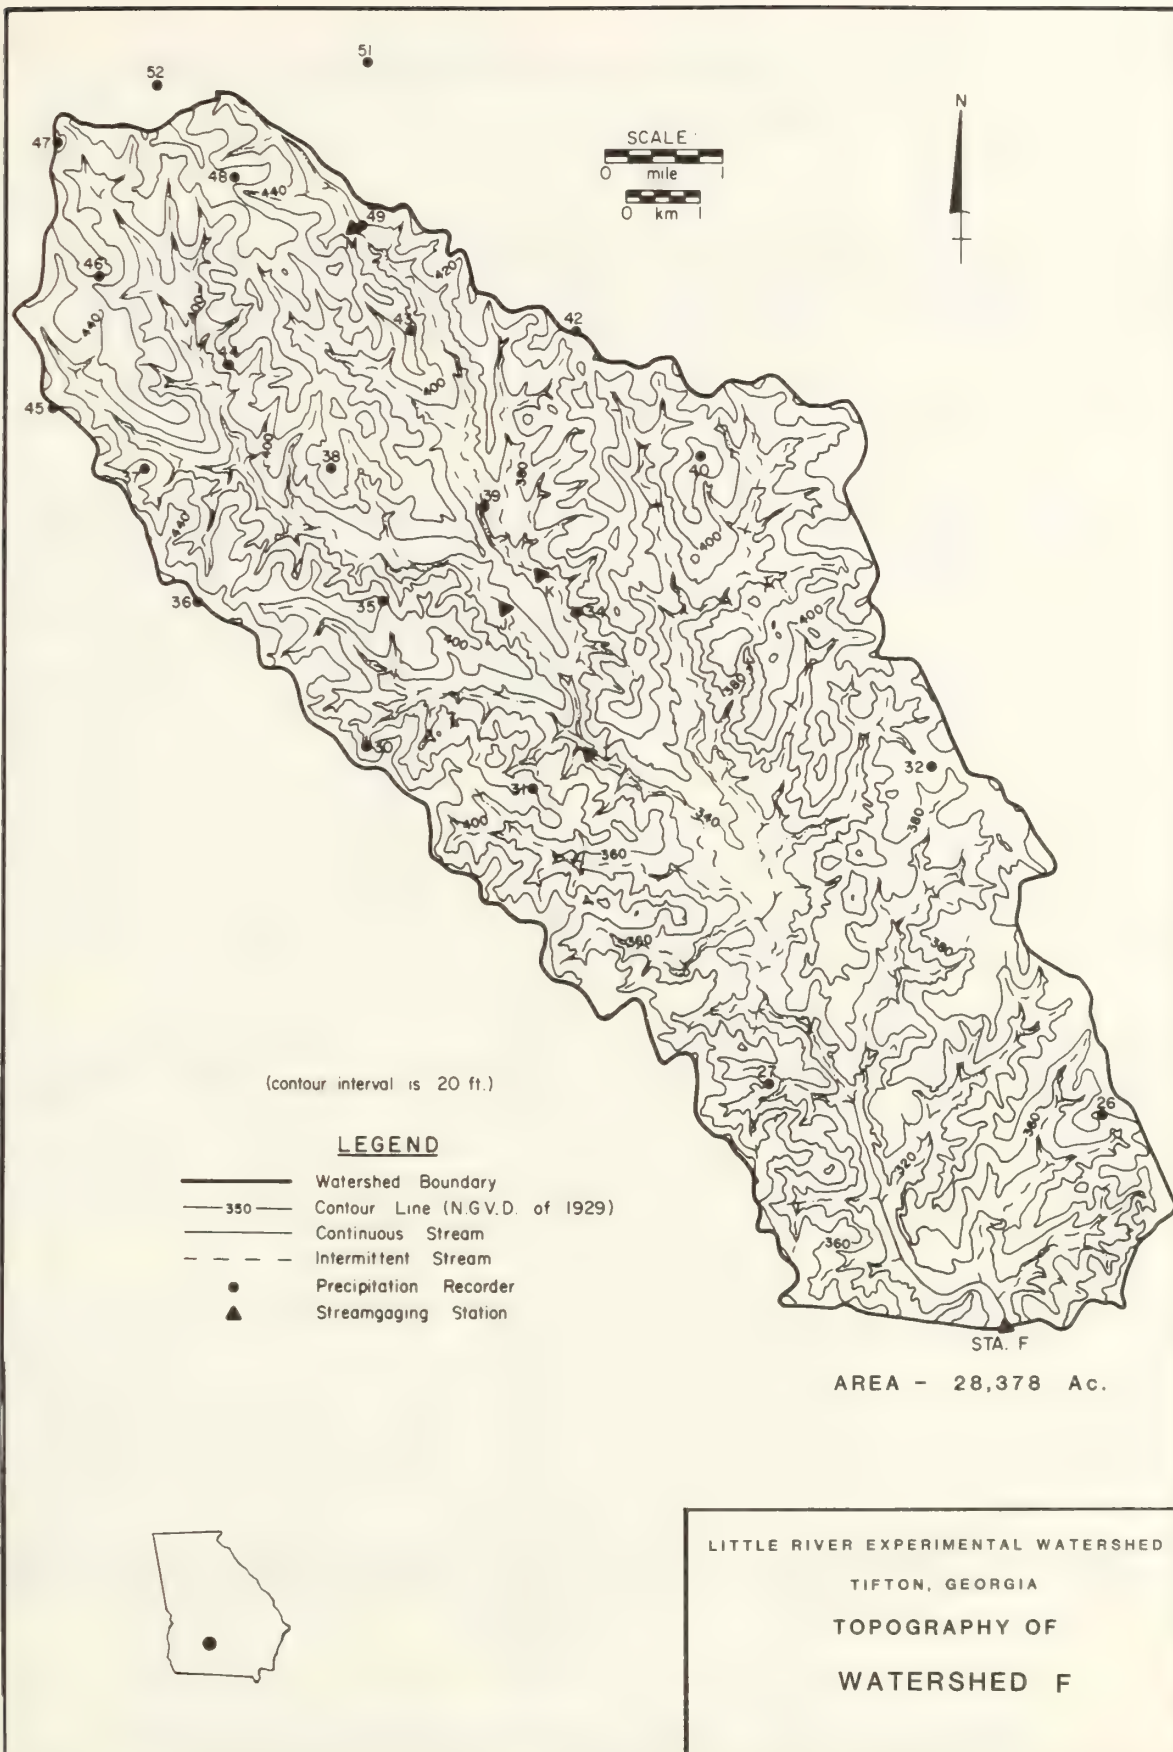 51
52
47
SCALE
0 mile 1
0 km 1
N
48
440
49
M
46
420
440
400
43
42
44
400
45
400
38
40
37
380
39
440
400
K
36
35
J
34
400
400
380
30
I
32
31
340
380
400
360
360
380
27
26
360
320
360
(contour interval is 20 ft.)
LEGEND
Watershed Boundary
350 Contour Line (N.G.V.D. of 1929)
Continuous Stream
Intermittent Stream
Precipitation Recorder
Streamgaging Station
STA. F
AREA - 28,378 Ac.
LITTLE RIVER EXPERIMENTAL WATERSHED
TIFTON, GEORGIA
TOPOGRAPHY OF
WATERSHED F